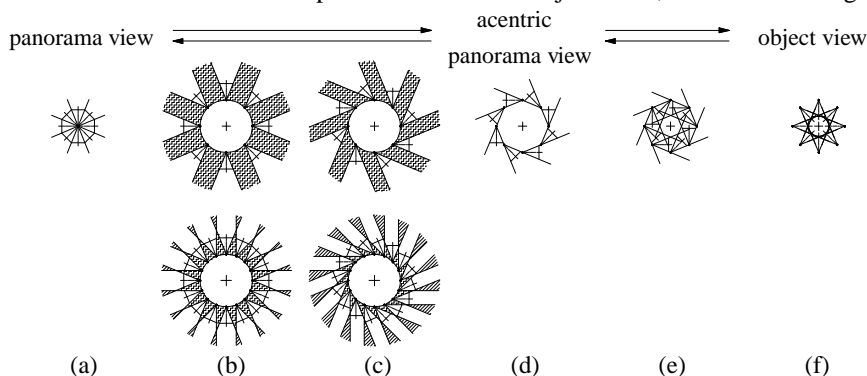 acentric
panorama view
panorama view
object view
(a)
(b)
(c)
(d)
(e)
(f)